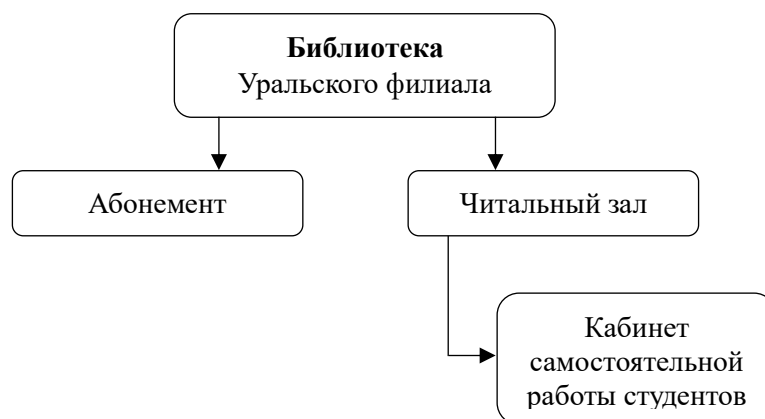 Библиотека
Уральского филиала
Абонемент
Читальный зал
Кабинет
самостоятельной
работы студентов